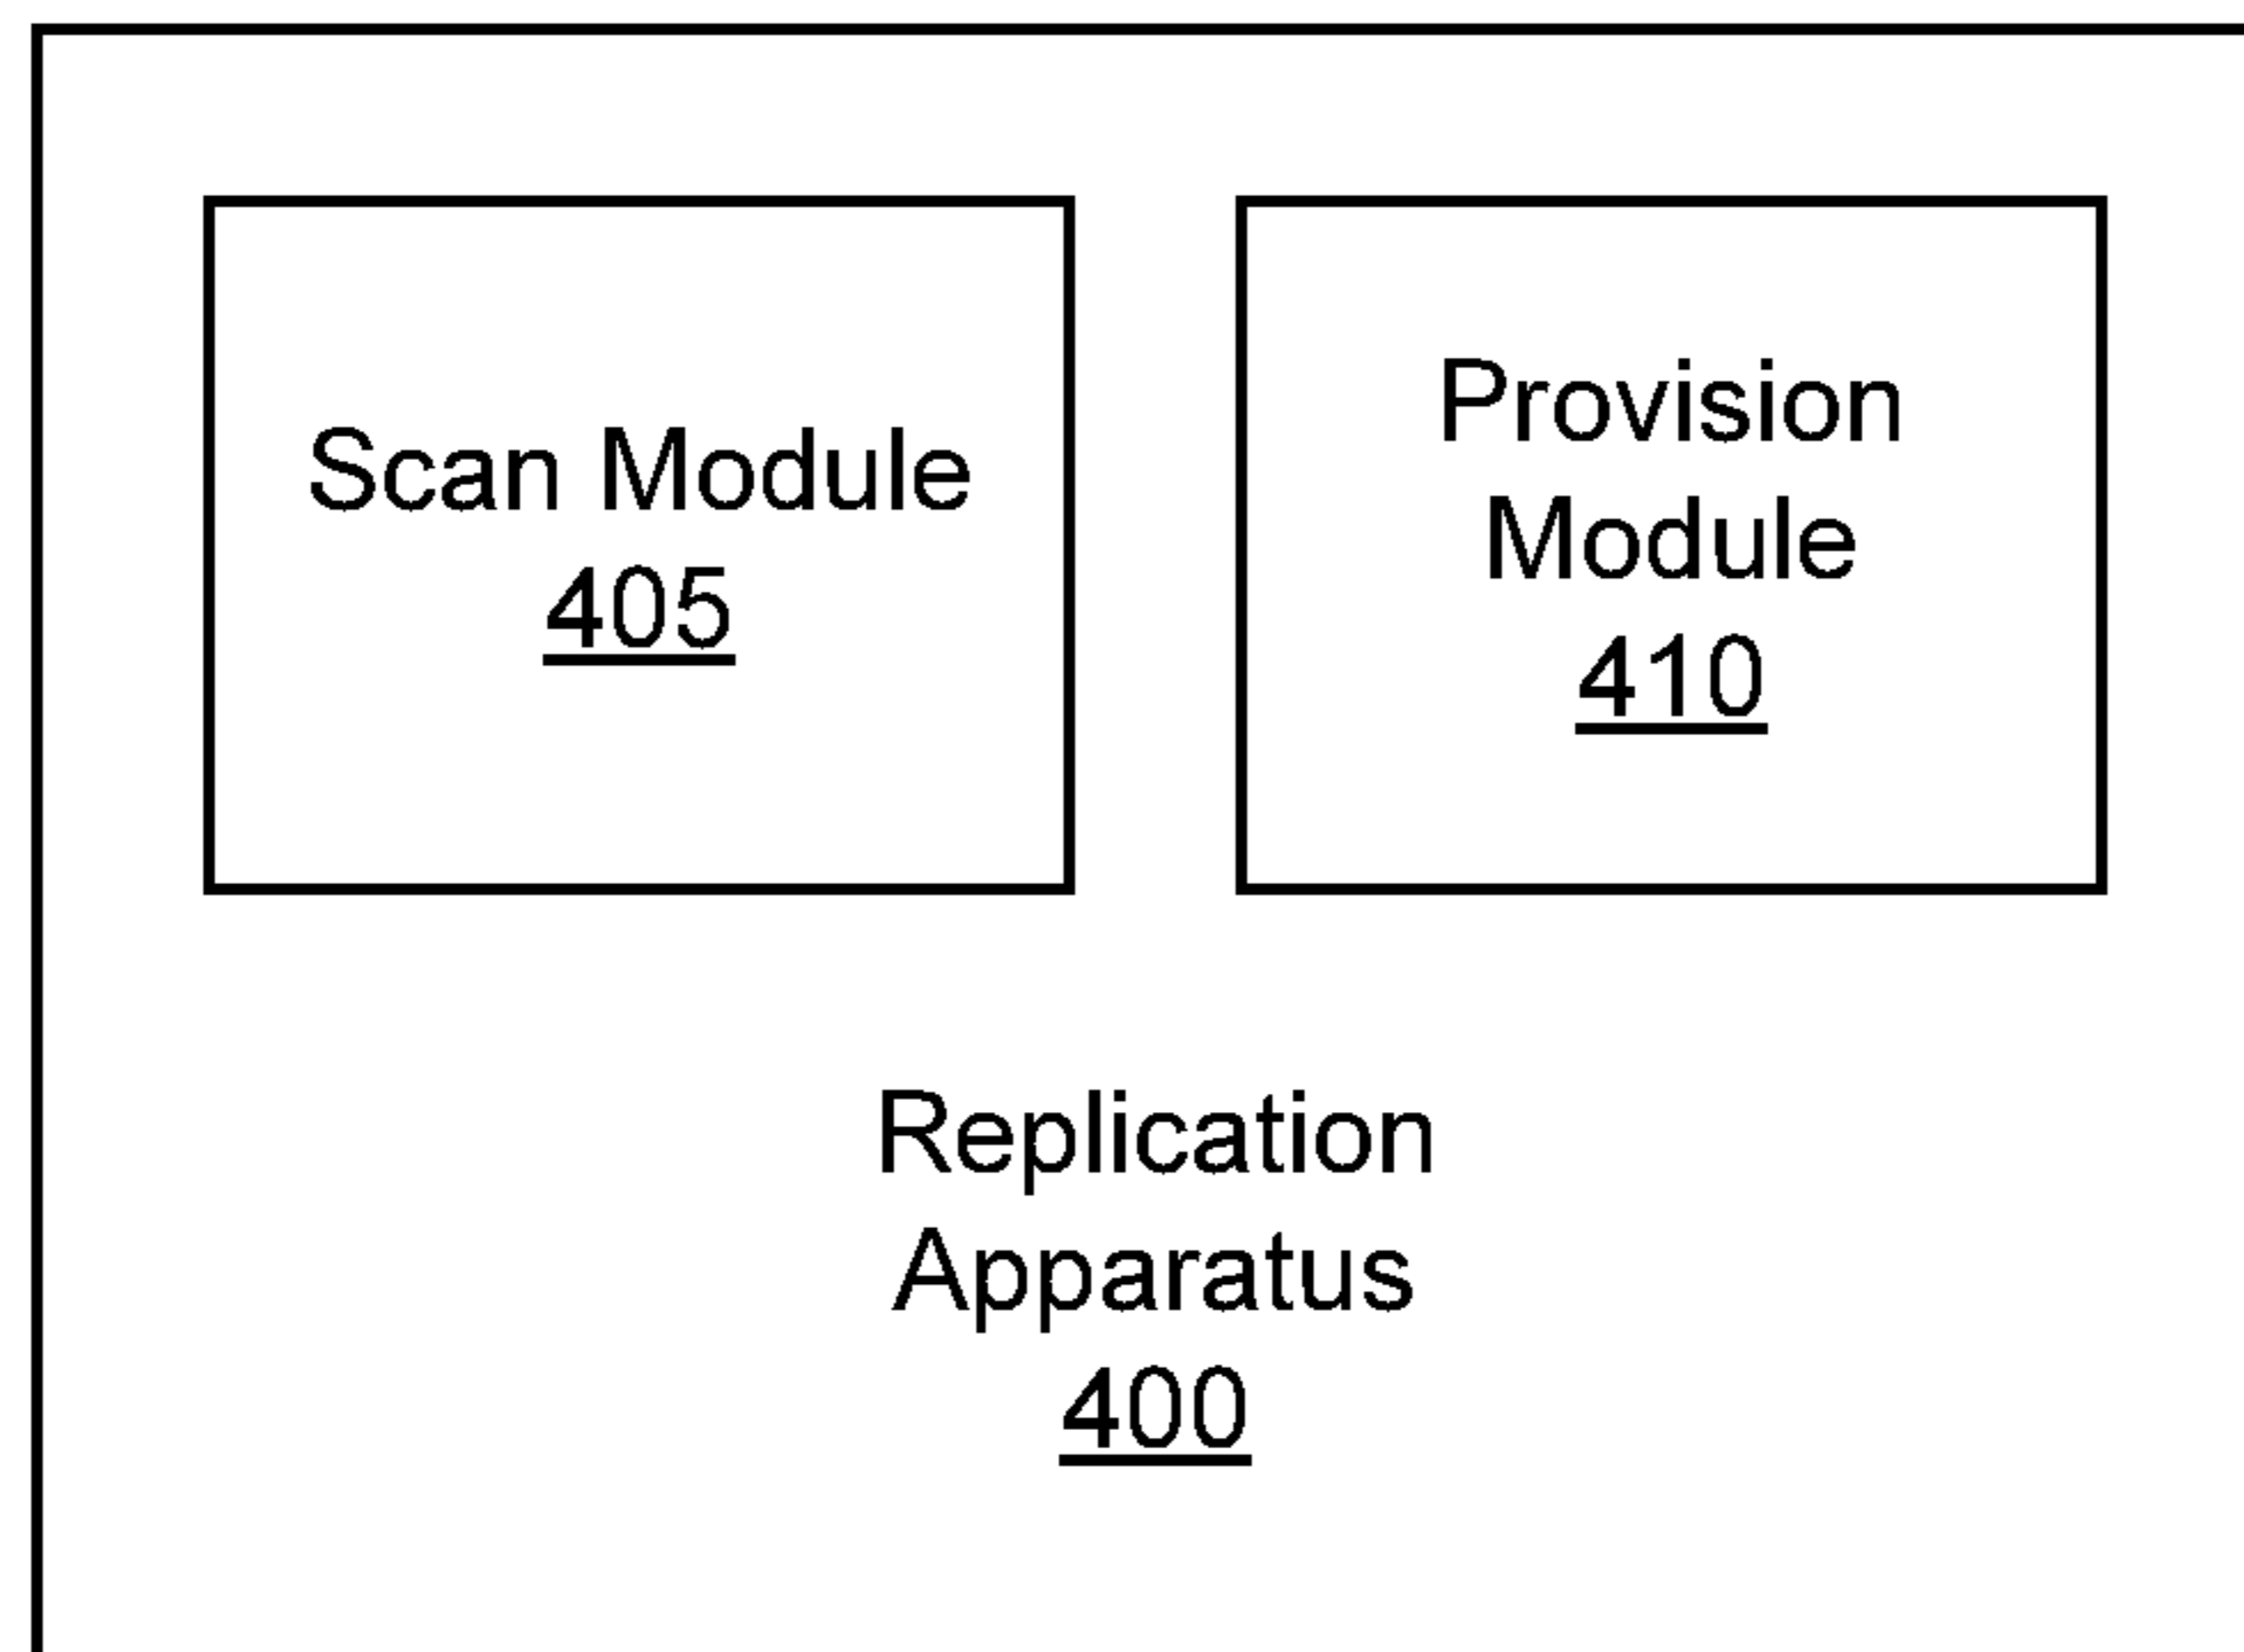 Scan Module
405
Provision
Module
410
Replication
Apparatus
400